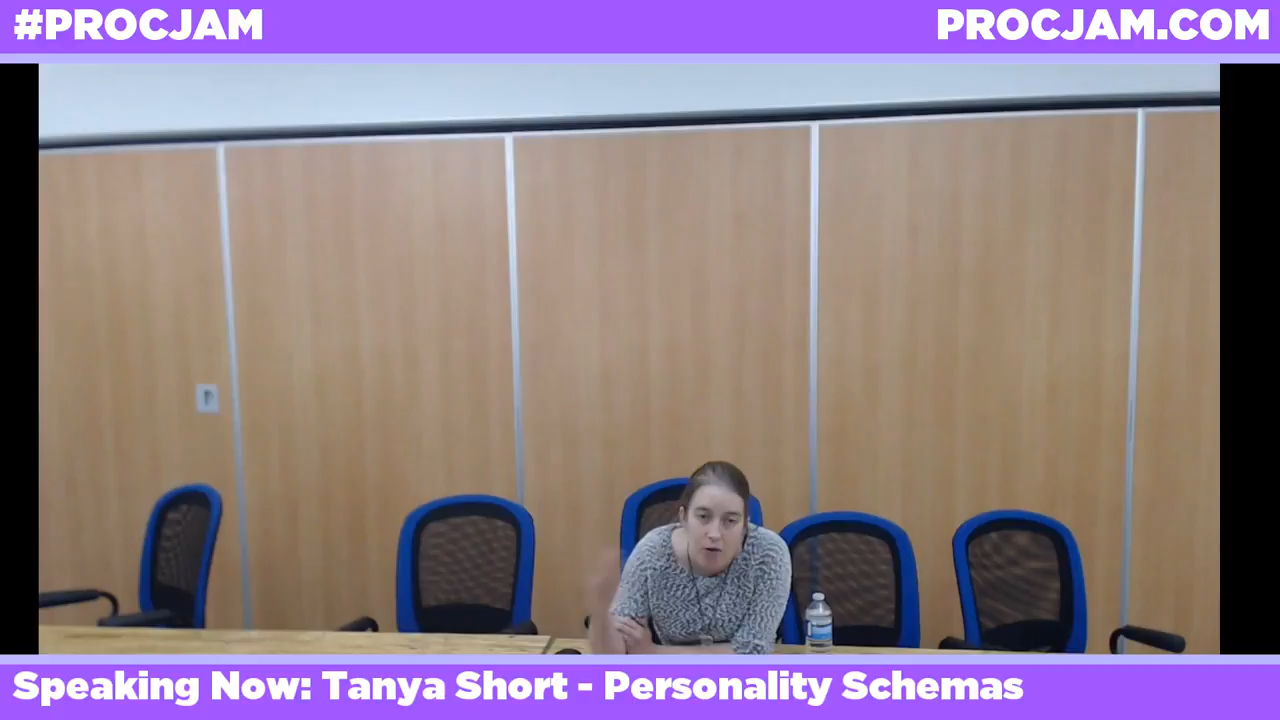 #PROCJAM
PROCJAM.COM
Speaking Now: Tanya Short - Personality Schemas